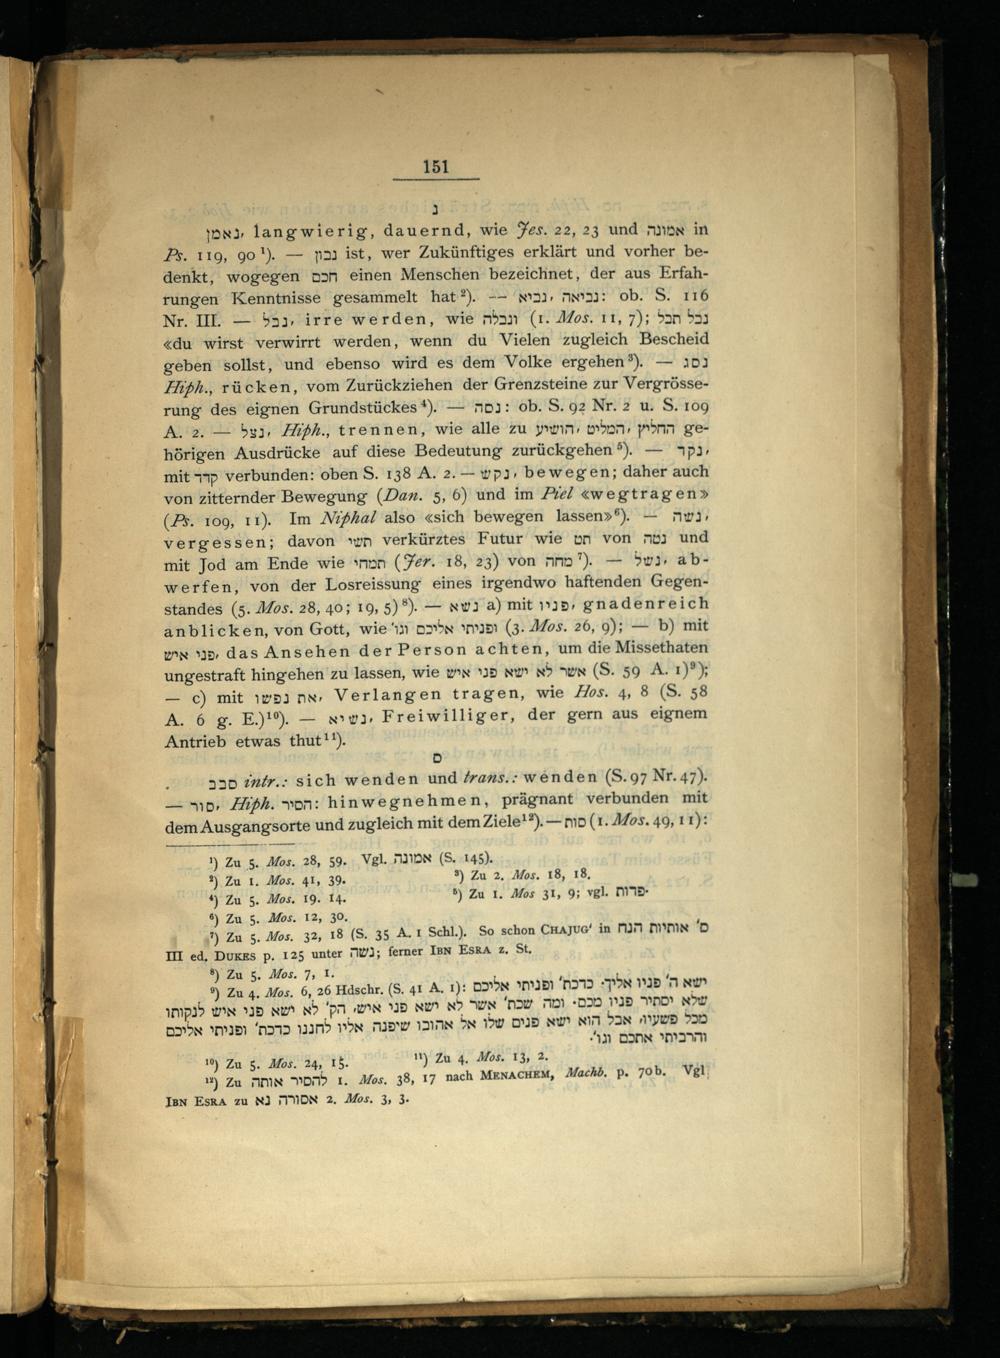 151
נ
נאמן, langwierig, dauernd, wie Jes. 22, 23 und אמונה in
Ps. 119, 90 ¹). — נבון ist, wer Zukünftiges erklärt und vorher be-
denkt, wogegen חכם einen Menschen bezeichnet, der aus Erfah-
rungen Kenntnisse gesammelt hat ²). — נביאה, נביא: ob. S. 116
Nr. III. — נבל, irre werden, wie ונבלה (1. Mos. 11, 7); נבל תבל
«du wirst verwirrt werden, wenn du Vielen zugleich Bescheid
geben sollst, und ebenso wird es dem Volke ergehen ³). — נסג
Hiph., rücken, vom Zurückziehen der Grenzsteine zur Vergrösse-
rung des eignen Grundstückes ⁴). — נסה: ob. S. 92 Nr. 2 u. S. 109
A. 2. — נצל, Hiph., trennen, wie alle zu החליץ, המליט, הושיע ge-
hörigen Ausdrücke auf diese Bedeutung zurückgehen ⁵). — נקד,
mit קדד verbunden: oben S. 138 A. 2. — נקש, bewegen; daher auch
von zitternder Bewegung (Dan. 5, 6) und im Piel «wegtragen»
(Ps. 109, 11). Im Niphal also «sich bewegen lassen» ⁶). — נשה,
vergessen; davon תשי verkürztes Futur wie תט von נטה und
mit Jod am Ende wie תמחי (Jer. 18, 23) von מחה ⁷). — נשל, ab-
werfen, von der Losreissung eines irgendwo haftenden Gegen-
standes (5. Mos. 28, 40; 19, 5) ⁸). — נשא a) mit פניו, gnadenreich
anblicken, von Gott, wie ופניתי אליכם וגו' (3. Mos. 26, 9); — b) mit
פני איש, das Ansehen der Person achten, um die Missethaten
ungestraft hingehen zu lassen, wie אשר לא ישא פני איש (S. 59 A. 1) ⁹);
— c) mit את נפשו, Verlangen tragen, wie Hos. 4, 8 (S. 58
A. 6 g. E.) ¹⁰). — נשיא, Freiwilliger, der gern aus eignem
Antrieb etwas thut ¹¹).
ס
סבב intr.: sich wenden und trans.: wenden (S. 97 Nr. 47).
— סור, Hiph. הסיר: hinwegnehmen, prägnant verbunden mit
dem Ausgangsorte und zugleich mit dem Ziele ¹²). — סות (1. Mos. 49, 11):
¹) Zu 5. Mos. 28, 59. Vgl. אמונה (S. 145).
²) Zu 1. Mos. 41, 39. ³) Zu 2. Mos. 18, 18.
⁴) Zu 5. Mos. 19. 14. ⁵) Zu 1. Mos 31, 9; vgl. פדות.
⁶) Zu 5. Mos. 12, 30.
⁷) Zu 5. Mos. 32, 18 (S. 35 A. 1 Schl.). So schon CHAJUG' in ס' אותיות הנח
III ed. DUKES p. 125 unter נשה; ferner IBN ESRA z. St.
⁸) Zu 5. Mos. 7, 1.
⁹) Zu 4. Mos. 6, 26 Hdschr. (S. 41 A. 1): ישא ה' פניו אליך. כדכת' ופניתי אליכם
שלא יסתיר פניו מכם. ומה שכת' אשר לא ישא פני איש, הק' לא ישא פני איש לנקותו
מכל פשעיו, אבל הוא ישא פנים שלו אל אהובו שיפנה אליו לחננו כדכת' ופניתי אליכם
והרביתי אתכם וגו'.
¹⁰) Zu 5. Mos. 24, 15. ¹¹) Zu 4. Mos. 13, 2.
¹²) Zu להסיר אותה 1. Mos. 38, 17 nach MENACHEM, Machb. p. 70b. Vgl
IBN ESRA zu אסורה נא 2. Mos. 3, 3.